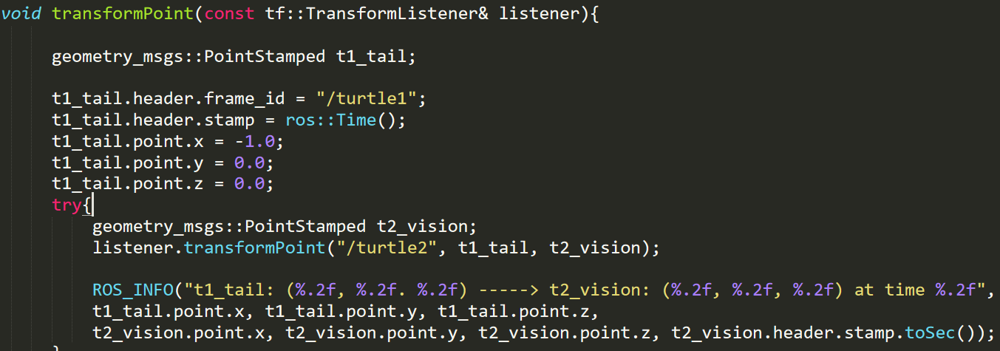 void transformPoint(const tf::TransformListener& listener){
geometry_msgs::PointStamped t1_tail;
t1_tail.header.frame_id = "/turtle1";
t1_tail.header.stamp = ros::Time();
t1_tail.point.x = -1.0;
t1_tail.point.y = 0.0;
t1_tail.point.z = 0.0;
try{
geometry_msgs::PointStamped t2_vision;
listener.transformPoint("/turtle2", t1_tail, t2_vision);
ROS_INFO("t1_tail: (%.2f, %.2f. %.2f) -----> t2_vision: (%.2f, %.2f, %.2f) at time %.2f",
t1_tail.point.x, t1_tail.point.y, t1_tail.point.z,
t2_vision.point.x, t2_vision.point.y, t2_vision.point.z, t2_vision.header.stamp.toSec());
}